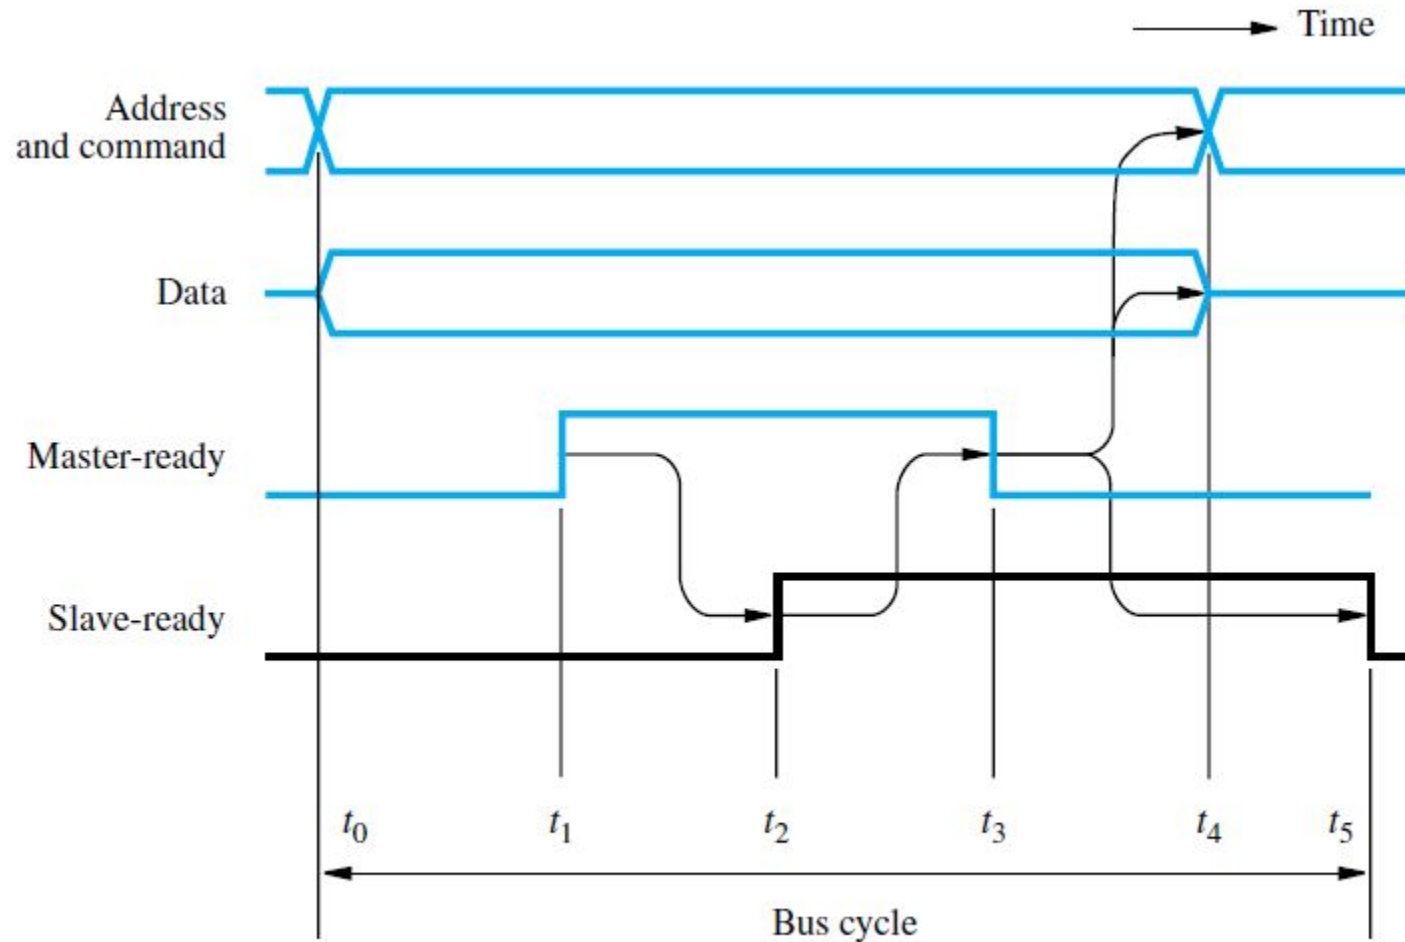 Time
Address
and command
Data
Master-ready
Slave-ready
t0 t1 t2 t3 t4 t5
Bus cycle